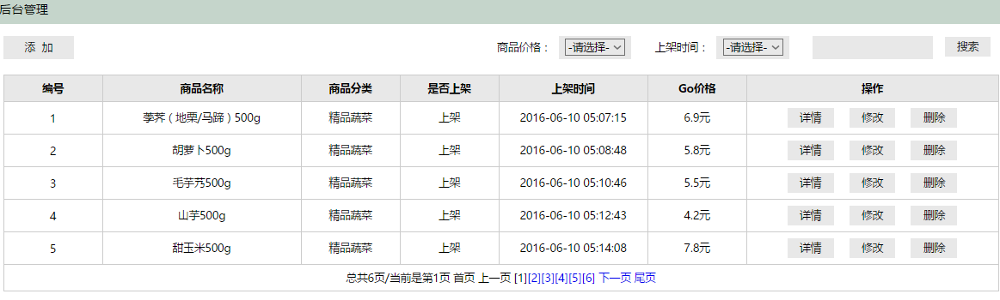 后台管理
添 加 商品价格： -请选择- 上架时间： -请选择- 搜索
编号 商品名称 商品分类 是否上架 上架时间 Go价格 操作
1 荸荠（地栗/马蹄）500g 精品蔬菜 上架 2016-06-10 05:07:15 6.9元 详情 修改 删除
2 胡萝卜500g 精品蔬菜 上架 2016-06-10 05:08:48 5.8元 详情 修改 删除
3 毛芋艿500g 精品蔬菜 上架 2016-06-10 05:10:46 5.5元 详情 修改 删除
4 山芋500g 精品蔬菜 上架 2016-06-10 05:12:43 4.2元 详情 修改 删除
5 甜玉米500g 精品蔬菜 上架 2016-06-10 05:14:08 7.8元 详情 修改 删除
总共6页/当前是第1页 首页 上一页 [1][2][3][4][5][6] 下一页 尾页